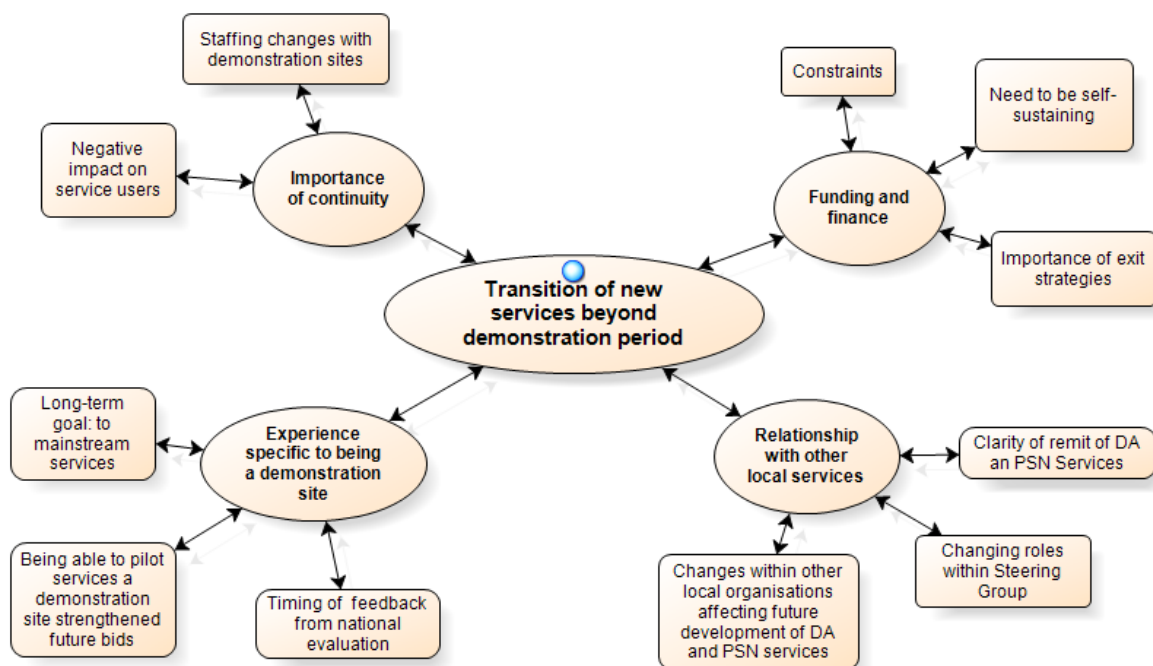 Staffing changes with
demonstration sites
Constraints
Need to be self-
sustaining
Negative
impact on
service users
Importance
of continuity
Funding and
finance
Importance of exit
strategies
Transition of new
services beyond
demonstration period
Long-term
goal: to
mainstream
services
Experience
specific to being
a demonstration
site
Relationship
with other
local services
Clarity of remit of DA
an PSN Services
Being able to pilot
services a
demonstration
site strengthened
future bids
Timing of feedback
from national
evaluation
Changes within other
local organisations
affecting future
development of DA
and PSN services
Changing roles
within Steering
Group